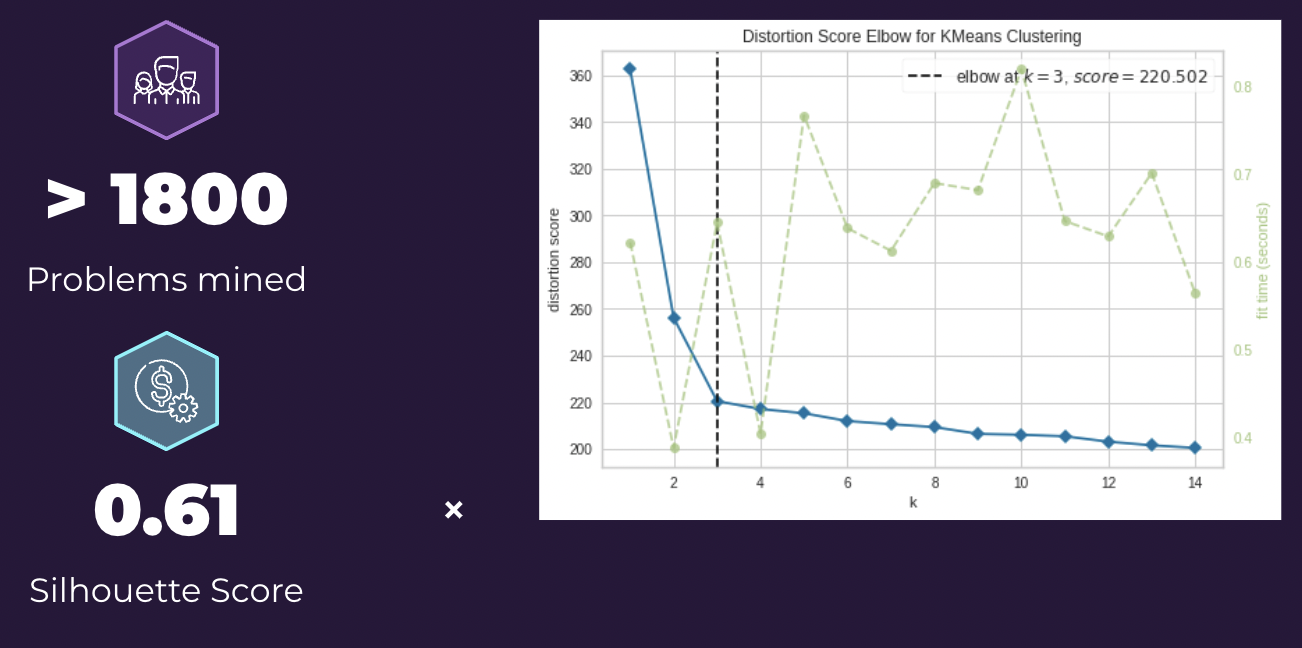 > 1800
Problems mined
$
0.61
Silhouette Score
×
Distortion Score Elbow for KMeans Clustering
elbow at k = 3, score = 220.502
distortion score
360
340
320
300
280
260
240
220
200
2 4 6 8 10 12 14
k
0.8
0.7
0.6
0.5
0.4
fit time (seconds)